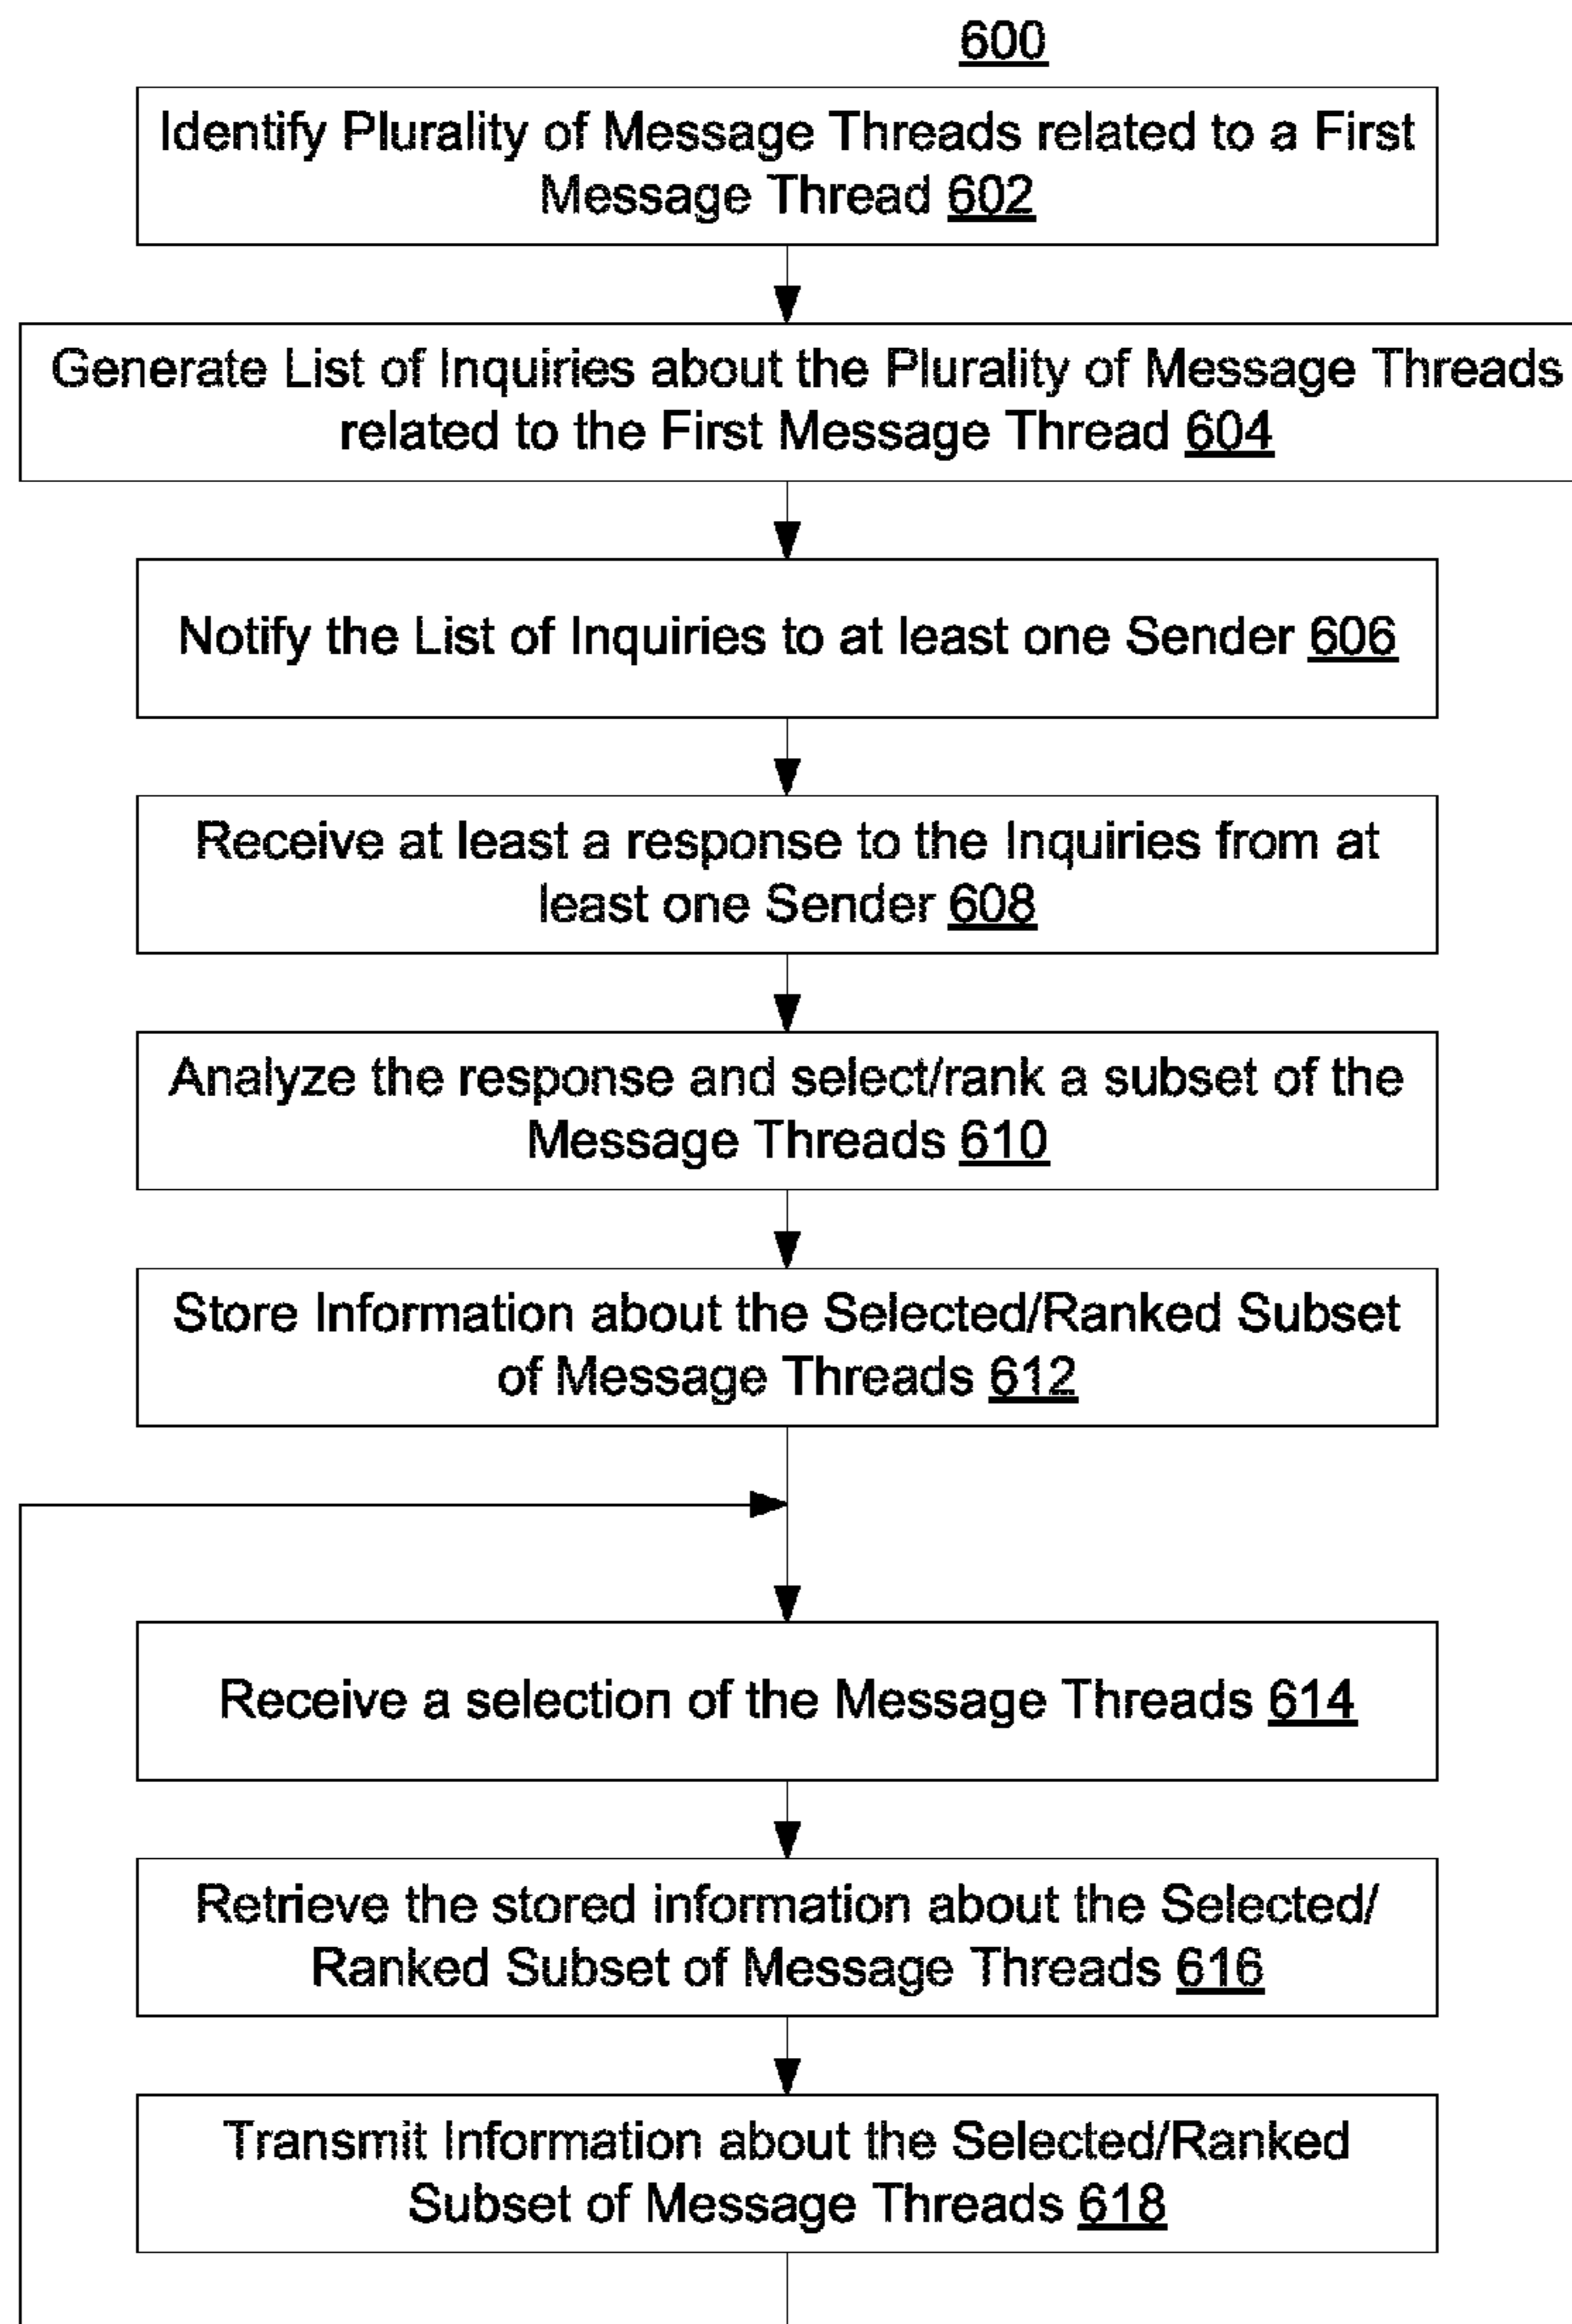 600
Identify Plurality of Message Threads related to a First
Message Thread 602
Generate List of Inquiries about the Plurality of Message Threads
related to the First Message Thread 604
Notify the List of Inquiries to at least one Sender 606
Receive at least a response to the Inquiries from at
least one Sender 608
Analyze the response and select/rank a subset of the
Message Threads 610
Store Information about the Selected/Ranked Subset
of Message Threads 612
Receive a selection of the Message Threads 614
Retrieve the stored information about the Selected/
Ranked Subset of Message Threads 616
Transmit Information about the Selected/Ranked
Subset of Message Threads 618